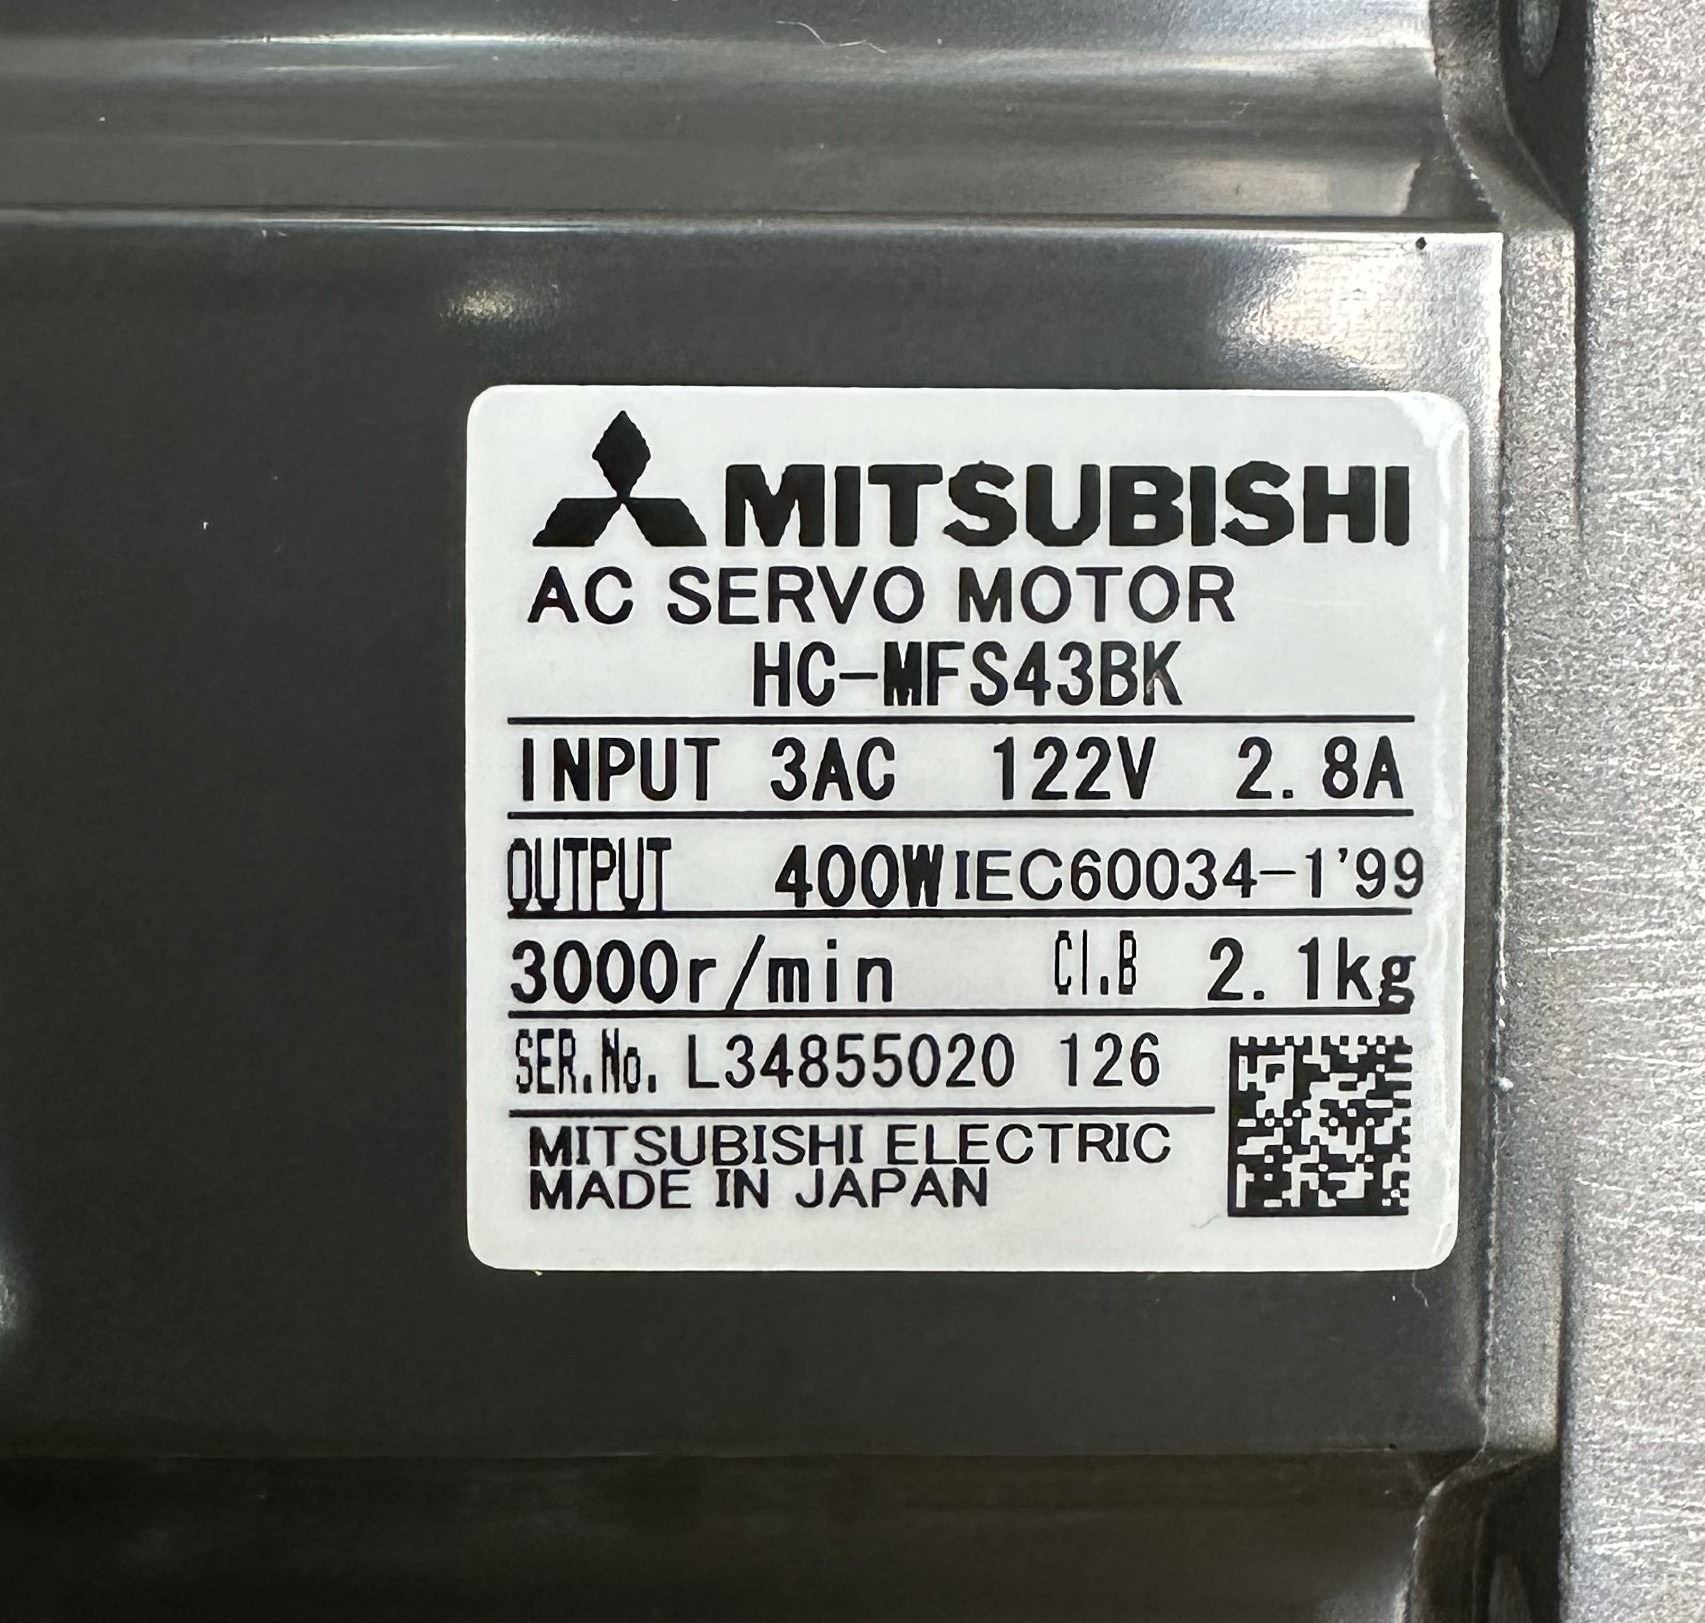 MITSUBISHI
AC SERVO MOTOR
HC-MFS43BK
INPUT 3AC 122V 2.8A
OUTPUT 400W IEC60034-1'99
3000r/min CI.B 2.1kg
SER.No. L34855020 126
MITSUBISHI ELECTRIC
MADE IN JAPAN